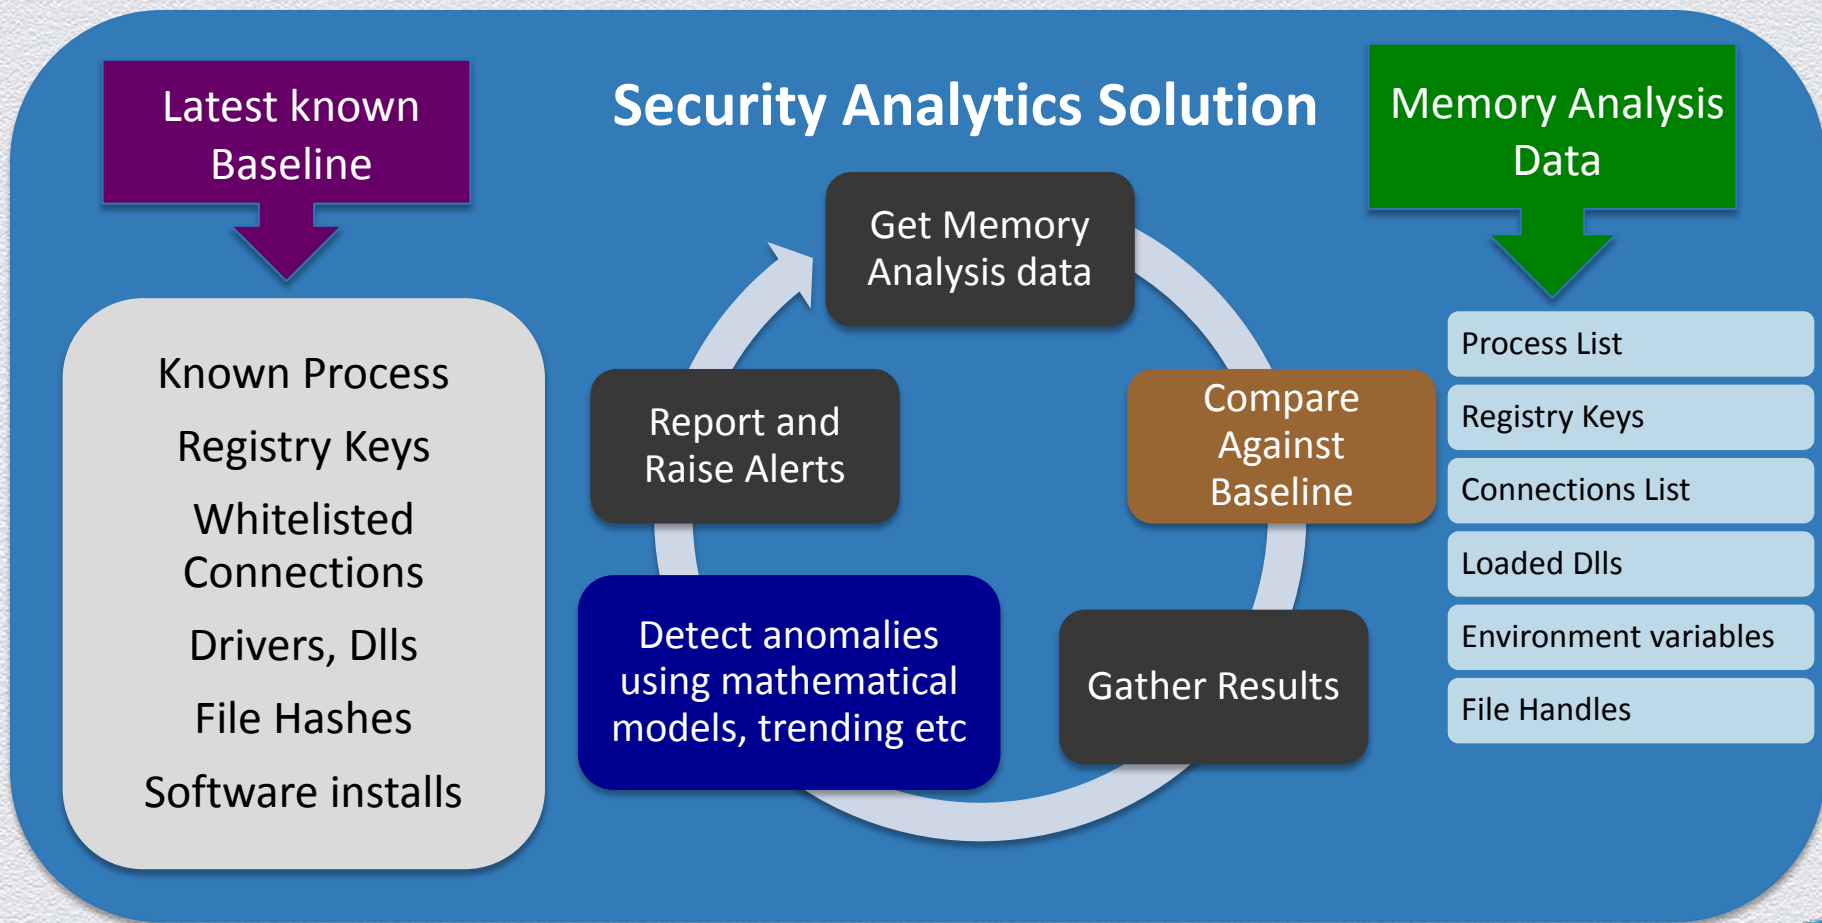 Latest known
Baseline
Known Process
Registry Keys
Whitelisted
Connections
Drivers, Dlls
File Hashes
Software installs
Security Analytics Solution
Get Memory
Analysis data
Compare
Against
Baseline
Gather Results
Detect anomalies
using mathematical
models, trending etc
Report and
Raise Alerts
Memory Analysis
Data
Process List
Registry Keys
Connections List
Loaded Dlls
Environment variables
File Handles